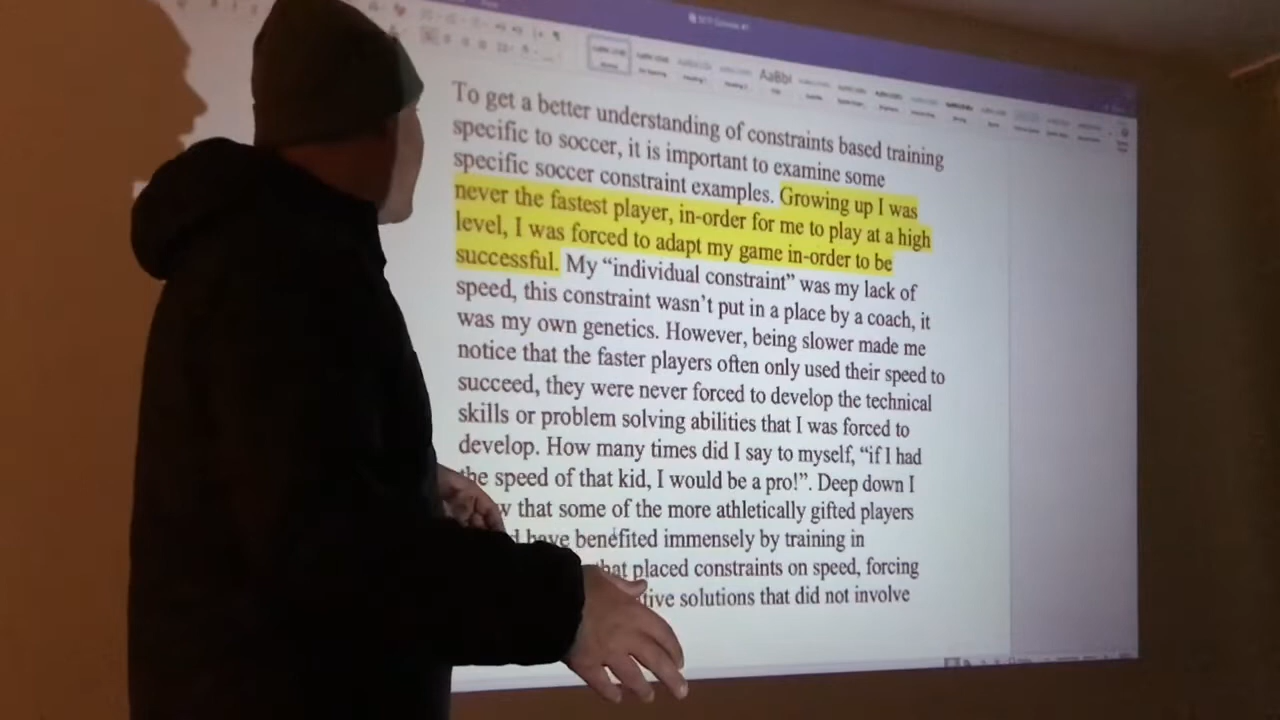 AaBbI
To get a better understanding of constraints based training
specific to soccer, it is important to examine some
specific soccer constraint examples. Growing up I was
never the fastest player, in-order for me to play at a high
level, I was forced to adapt my game in-order to be
successful. My “individual constraint” was my lack of
speed, this constraint wasn’t put in a place by a coach, it
was my own genetics. However, being slower made me
notice that the faster players often only used their speed to
succeed, they were never forced to develop the technical
skills or problem solving abilities that I was forced to
develop. How many times did I say to myself, “if I had
the speed of that kid, I would be a pro!”. Deep down I
that some of the more athletically gifted players
have benefited immensely by training in
that placed constraints on speed, forcing
solutions that did not involve